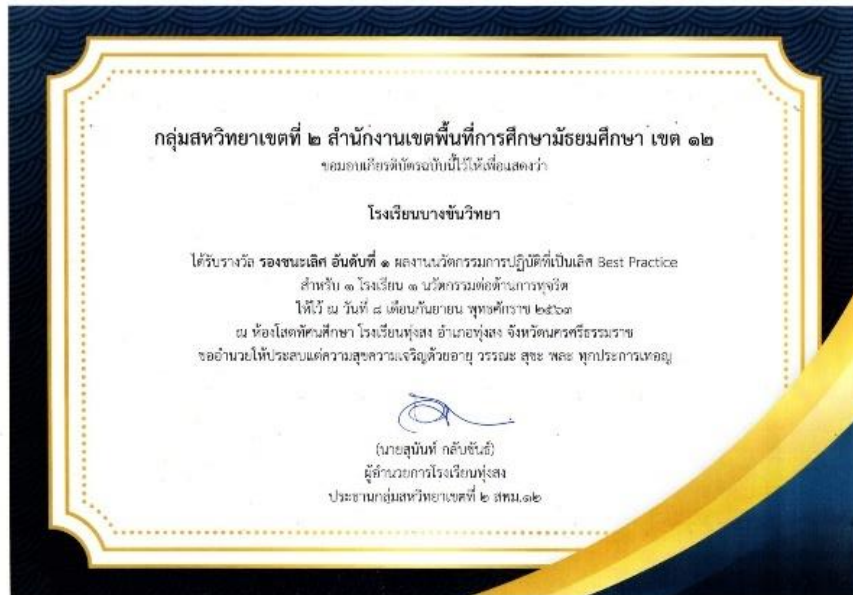 กลุ่มสหวิทยาเขตที่ ๒ สำนักงานเขตพื้นที่การศึกษามัธยมศึกษา เขต ๑๒
ขอมอบเกียรติบัตรฉบับนี้ไว้ให้เพื่อแสดงว่า
โรงเรียนบางขันวิทยา
ได้รับรางวัล รองชนะเลิศ อันดับที่ ๑ ผลงานนวัตกรรมการปฏิบัติที่เป็นเลิศ Best Practice
สำหรับ ๑ โรงเรียน ๑ นวัตกรรมต่อต้านการทุจริต
ให้ไว้ ณ วันที่ ๘ เดือนกันยายน พุทธศักราช ๒๕๖๓
ณ ห้องโสตทัศนศึกษา โรงเรียนทุ่งสง อำเภอทุ่งสง จังหวัดนครศรีธรรมราช
ขออำนวยให้ประสบแต่ความสุขความเจริญด้วยอายุ วรรณะ สุขะ พละ ทุกประการเทอญ
(นายสุนันท์ กลับขันธ์)
ผู้อำนวยการโรงเรียนทุ่งสง
ประธานกลุ่มสหวิทยาเขตที่ ๒ สพม.๑๒